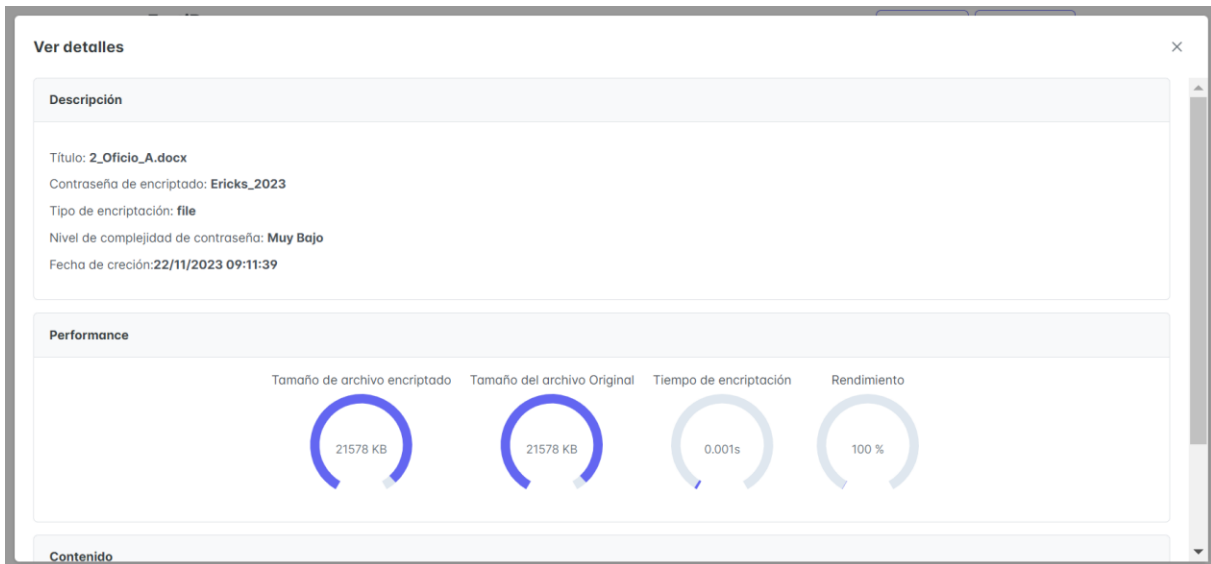 Ver detalles
Descripción
Título: 2_Oficio_A.docx
Contraseña de encriptado: Ericks_2023
Tipo de encriptación: file
Nivel de complejidad de contraseña: Muy Bajo
Fecha de creción:22/11/2023 09:11:39
Performance
Tamaño de archivo encriptado Tamaño del archivo Original Tiempo de encriptación Rendimiento
21578 KB 21578 KB 0.001s 100 %
Contenido